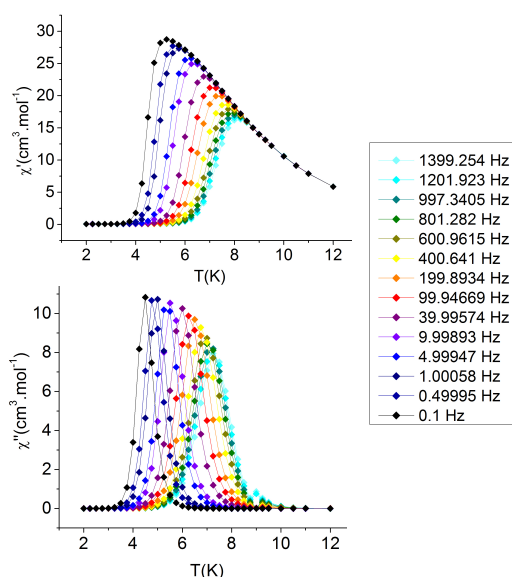 30
25
20
15
10
5
0
χ'(cm³.mol⁻¹)
2 4 6 8 10 12
T(K)
10
8
6
4
2
0
χ''(cm³.mol⁻¹)
2 4 6 8 10 12
T(K)
1399.254 Hz
1201.923 Hz
997.3405 Hz
801.282 Hz
600.9615 Hz
400.641 Hz
199.8934 Hz
99.94669 Hz
39.99574 Hz
9.99893 Hz
4.99947 Hz
1.00058 Hz
0.49995 Hz
0.1 Hz